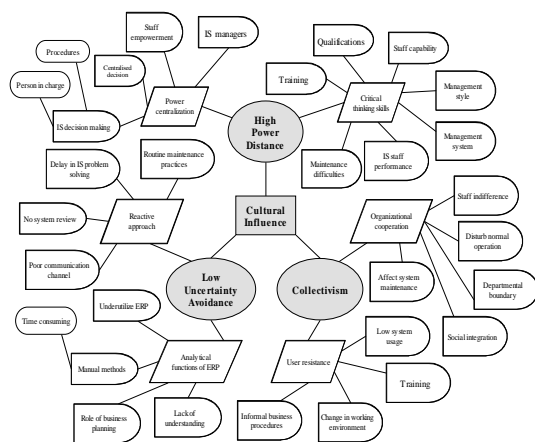 Staff
empowerment
IS managers
Procedures
Centralised
decision
Person in charge
IS decision making
Power
centralization
Qualifications
Staff capability
Training
Critical
thinking skills
Management
style
Management
system
Maintenance
difficulties
IS staff
performance
High
Power
Distance
Delay in IS problem
solving
Routine maintenance
practices
No system review
Reactive
approach
Poor communication
channel
Cultural
Influence
Staff indifference
Organizational
cooperation
Disturb normal
operation
Departmental
boundary
Affect system
maintenance
Social integration
Low
Uncertainty
Avoidance
Collectivism
Underutilize ERP
Time consuming
Manual methods
Analytical
functions of ERP
Role of business
planning
Lack of
understanding
Low system
usage
User resistance
Training
Informal business
procedures
Change in working
environment